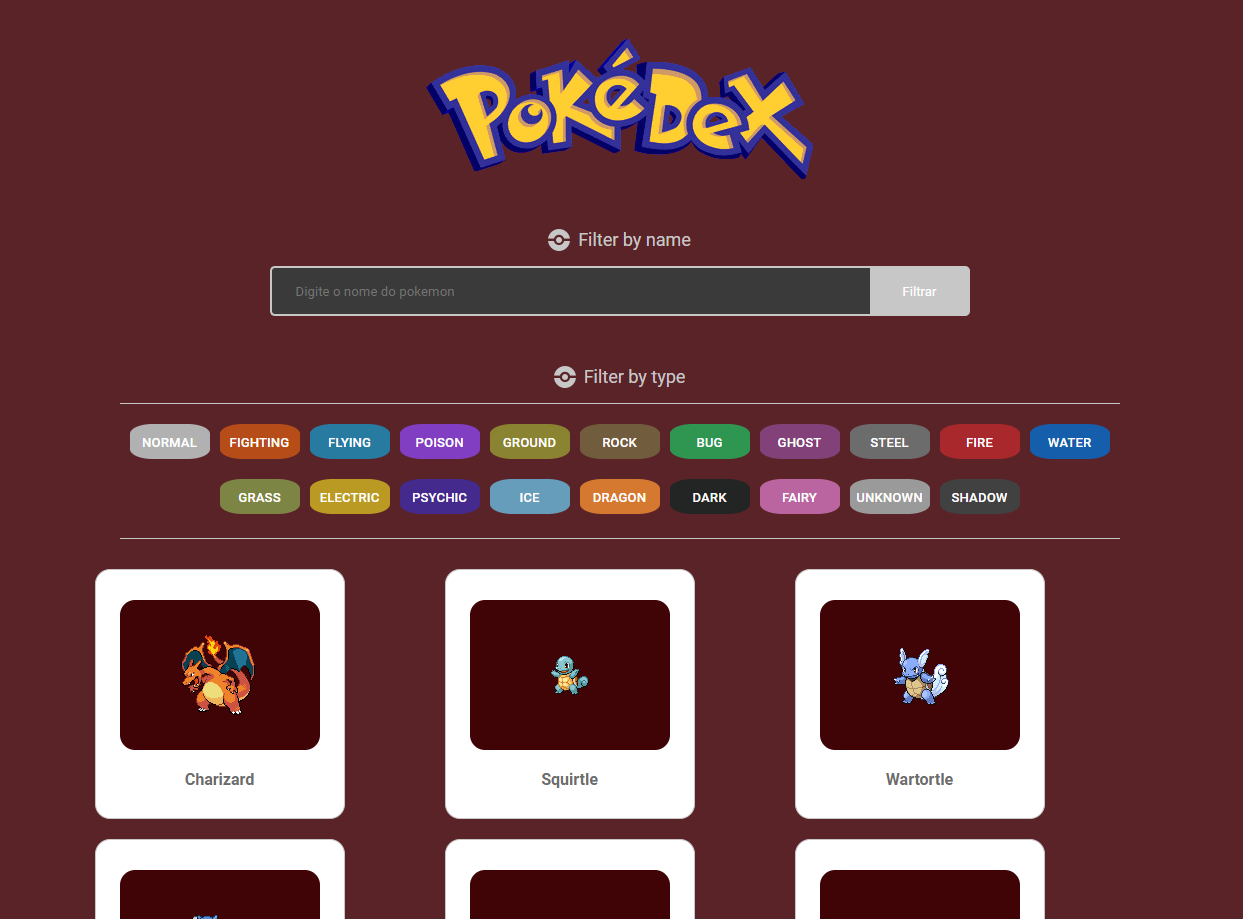 PokéDex
Filter by name
Digite o nome do pokemon Filtrar
Filter by type
NORMAL FIGHTING FLYING POISON GROUND ROCK BUG GHOST STEEL FIRE WATER
GRASS ELECTRIC PSYCHIC ICE DRAGON DARK FAIRY UNKNOWN SHADOW
Charizard Squirtle Wartortle